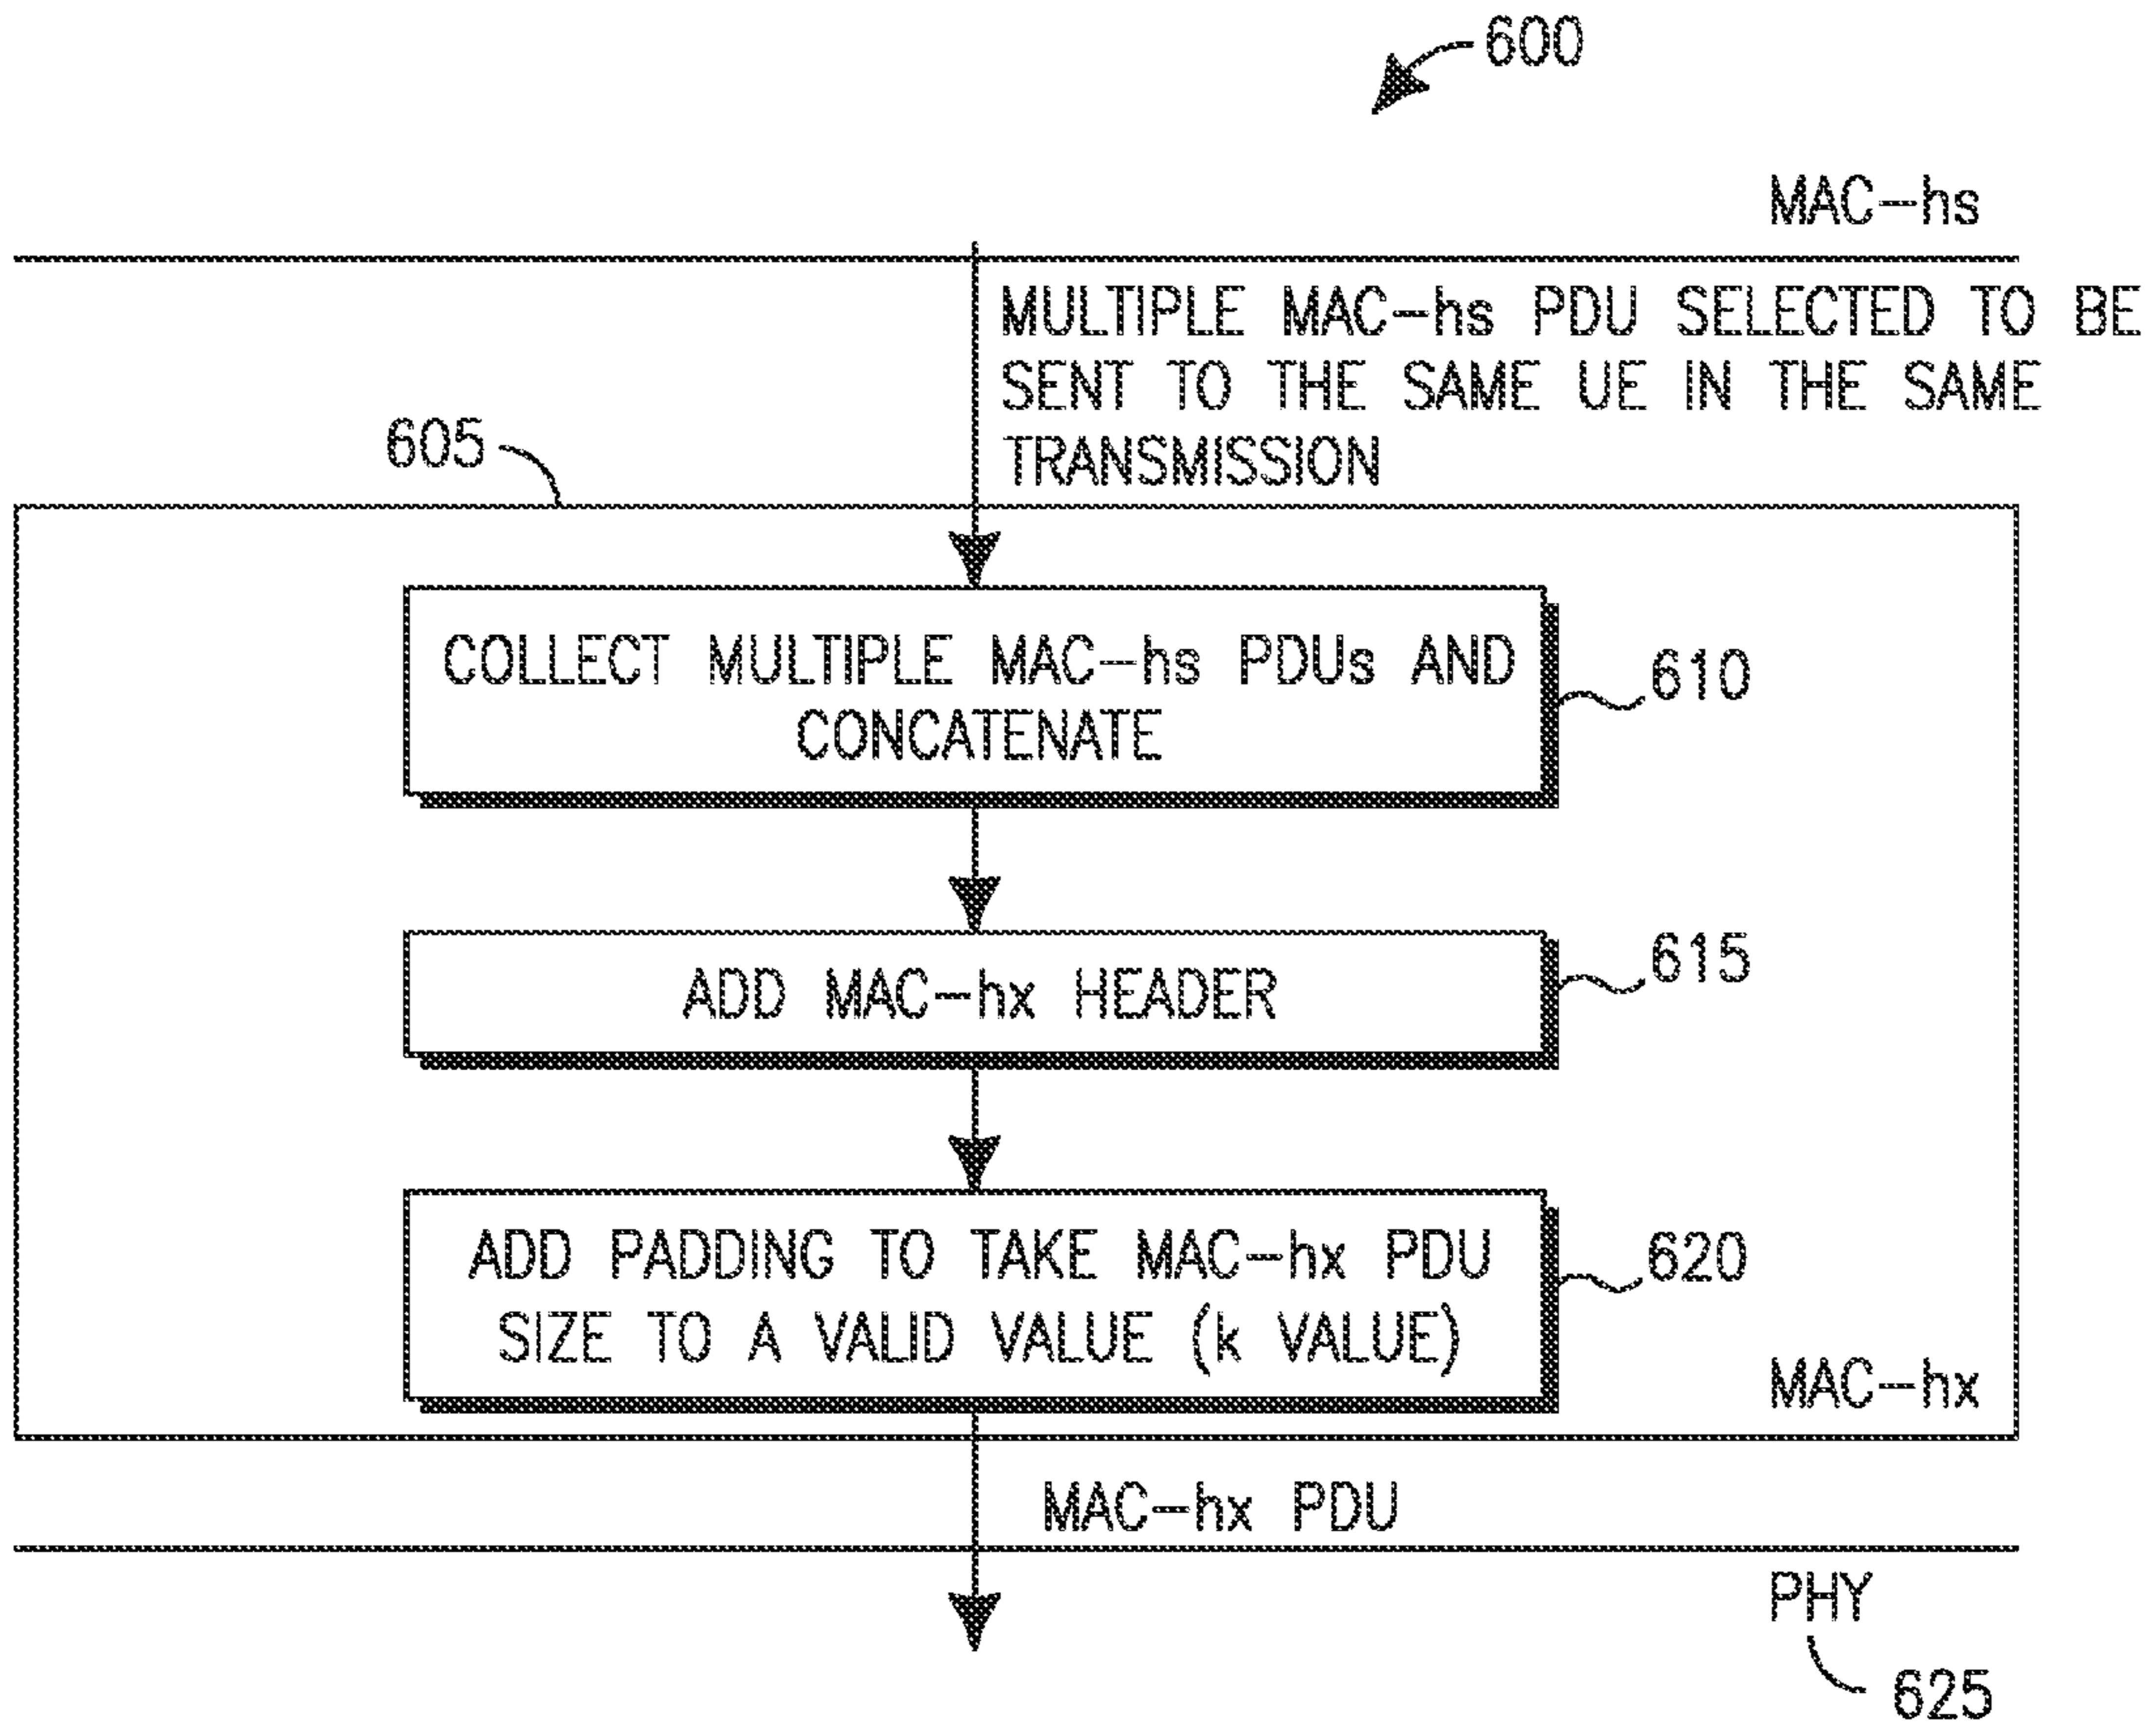 600
MAC-hs
MULTIPLE MAC-hs PDU SELECTED TO BE
SENT TO THE SAME UE IN THE SAME
TRANSMISSION
605
COLLECT MULTIPLE MAC-hs PDUs AND
CONCATENATE
610
ADD MAC-hx HEADER
615
ADD PADDING TO TAKE MAC-hx PDU
SIZE TO A VALID VALUE (k VALUE)
620
MAC-hx
MAC-hx PDU
PHY
625